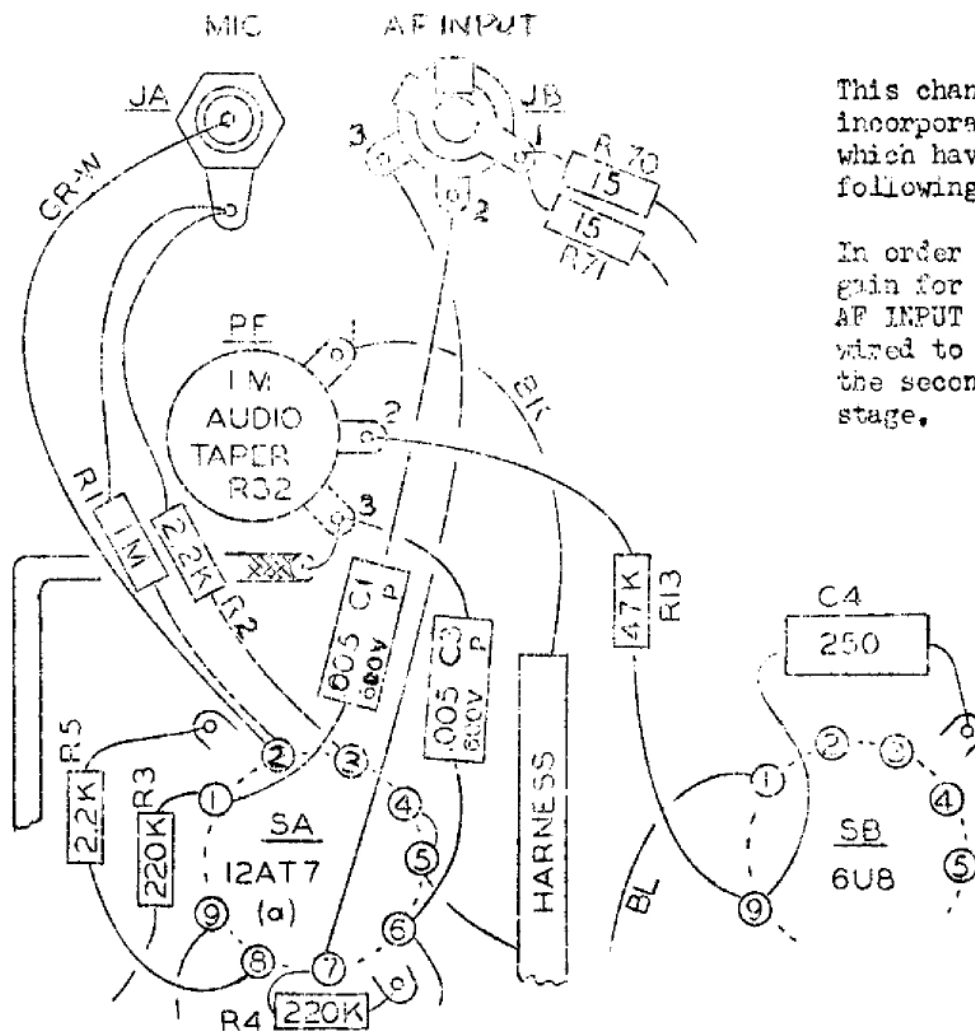 MIC
AF INPUT
JA
JB
1
3
2
R 70
15
15
R71
GR-W
PE
1
1M
AUDIO
TAPER
R32
2
3
BK
R1
1M
2.2K
R2
.005 C1
600V P
.005 C3
600V P
47K
R13
C4
250
R5
2.2K
R3
220K
HARNESS
BL
SA
12AT7
(a)
1
2
3
4
5
6
7
8
9
R4
220K
SB
6U8
1
2
3
4
5
9
This chan
incorpora
which hav
following
In order
gain for
AF INPUT
wired to
the secon
stage.